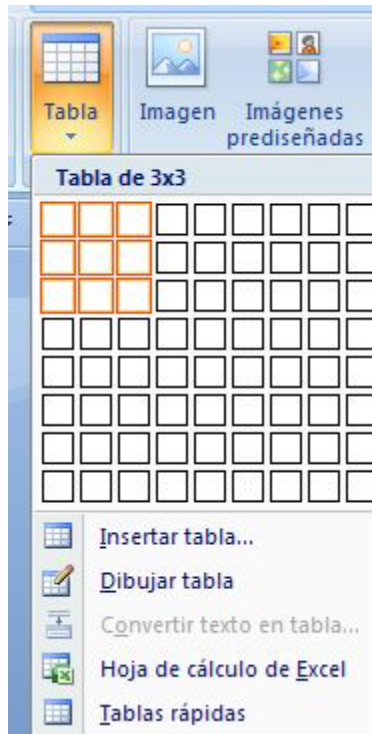 Tabla
Imagen
Imágenes
prediseñadas
Tabla de 3x3
Insertar tabla...
Dibujar tabla
Convertir texto en tabla...
Hoja de cálculo de Excel
Tablas rápidas